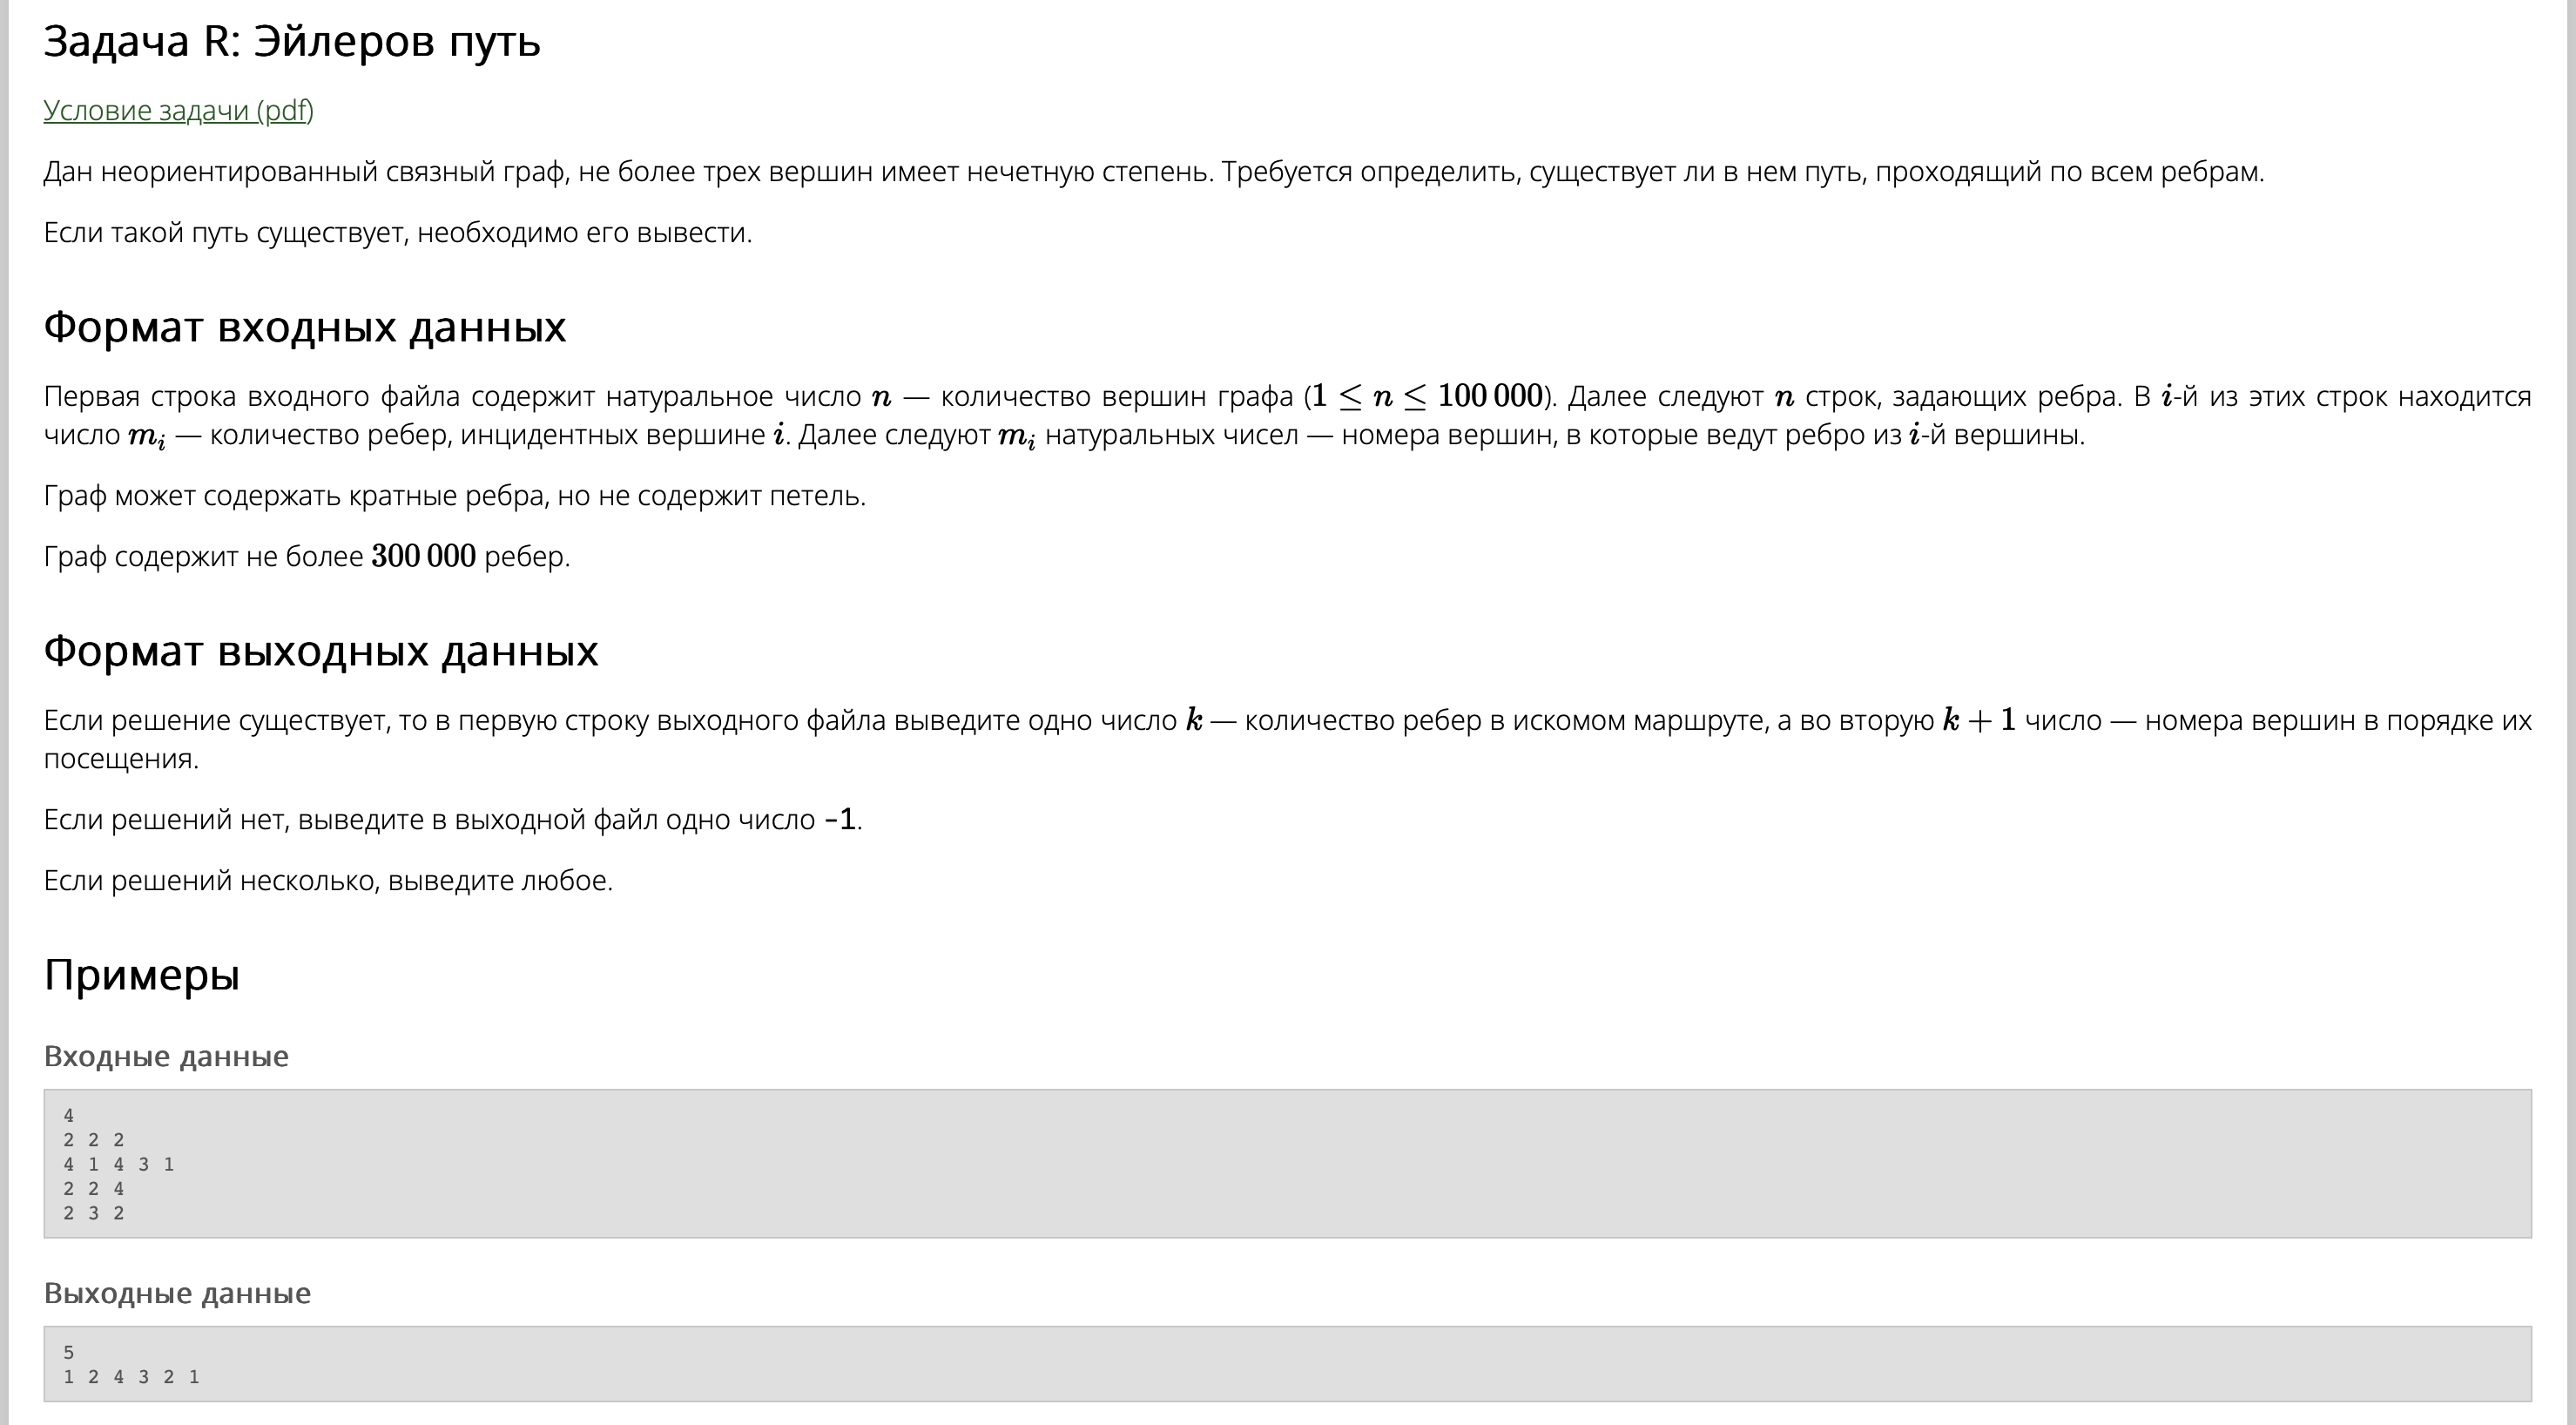 Задача R: Эйлеров путь
Условие задачи (pdf)
Дан неориентированный связный граф, не более трех вершин имеет нечетную степень. Требуется определить, существует ли в нем путь, проходящий по всем ребрам.
Если такой путь существует, необходимо его вывести.
Формат входных данных
Первая строка входного файла содержит натуральное число n — количество вершин графа (1 ≤ n ≤ 100 000). Далее следуют n строк, задающих ребра. В i-й из этих строк находится
число mᵢ — количество ребер, инцидентных вершине i. Далее следуют mᵢ натуральных чисел — номера вершин, в которые ведут ребро из i-й вершины.
Граф может содержать кратные ребра, но не содержит петель.
Граф содержит не более 300 000 ребер.
Формат выходных данных
Если решение существует, то в первую строку выходного файла выведите одно число k — количество ребер в искомом маршруте, а во вторую k + 1 число — номера вершин в порядке их
посещения.
Если решений нет, выведите в выходной файл одно число -1.
Если решений несколько, выведите любое.
Примеры
Входные данные
4
2 2 2
4 1 4 3 1
2 2 4
2 3 2
Выходные данные
5
1 2 4 3 2 1